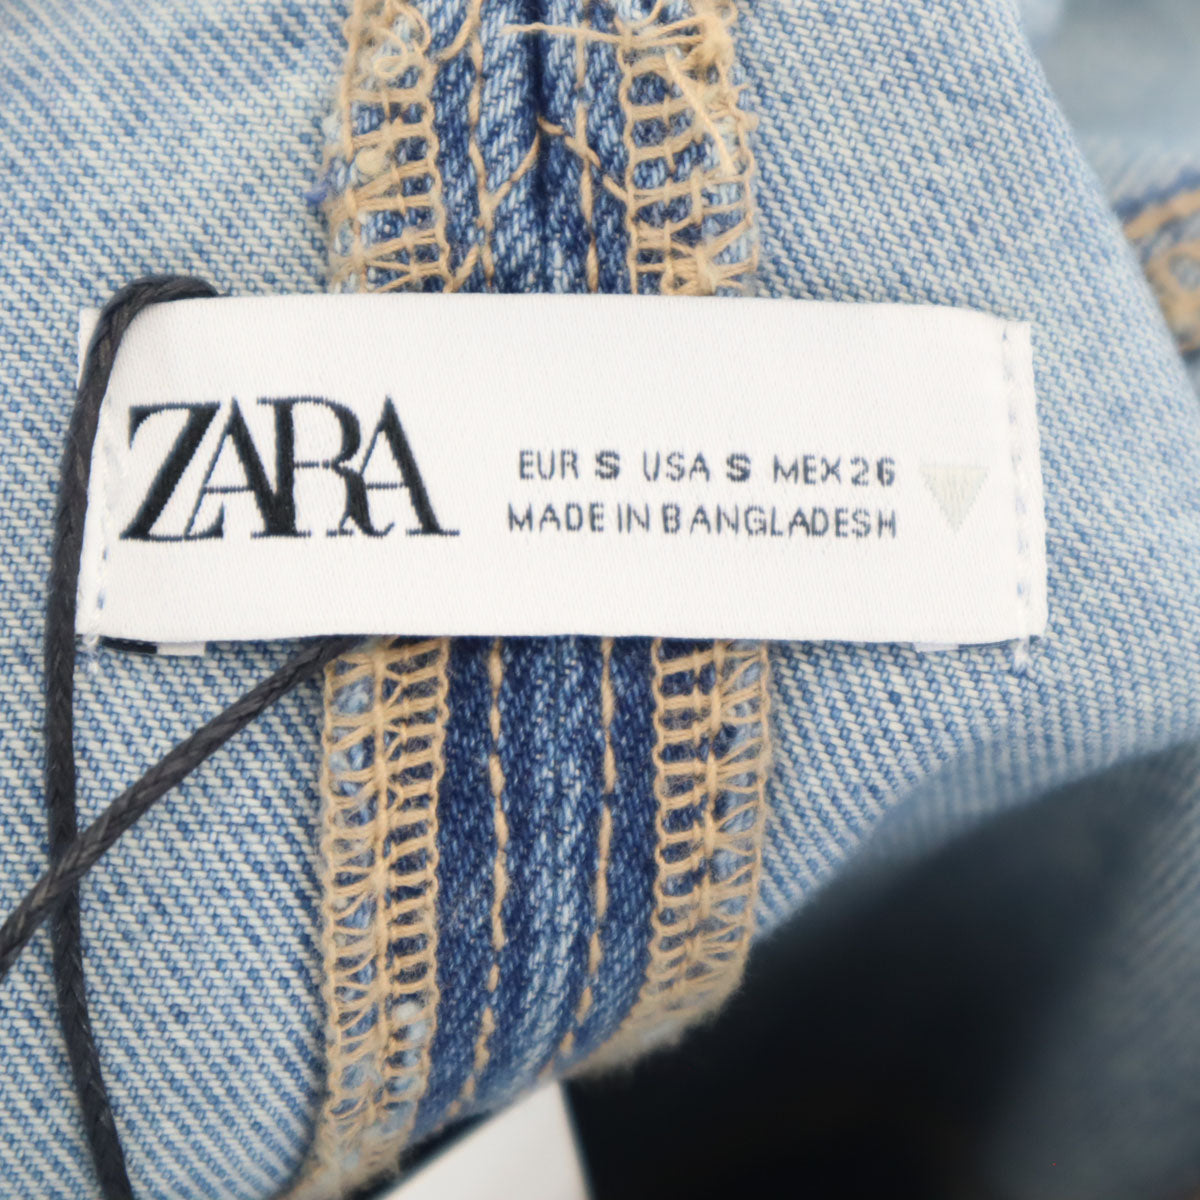 ZARA
EUR S USA S MEX 26
MADE IN BANGLADESH